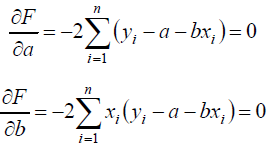 ∂F/∂a = −2 ∑_{i=1}^{n} (y_i − a − bx_i) = 0
∂F/∂b = −2 ∑_{i=1}^{n} x_i (y_i − a − bx_i) = 0